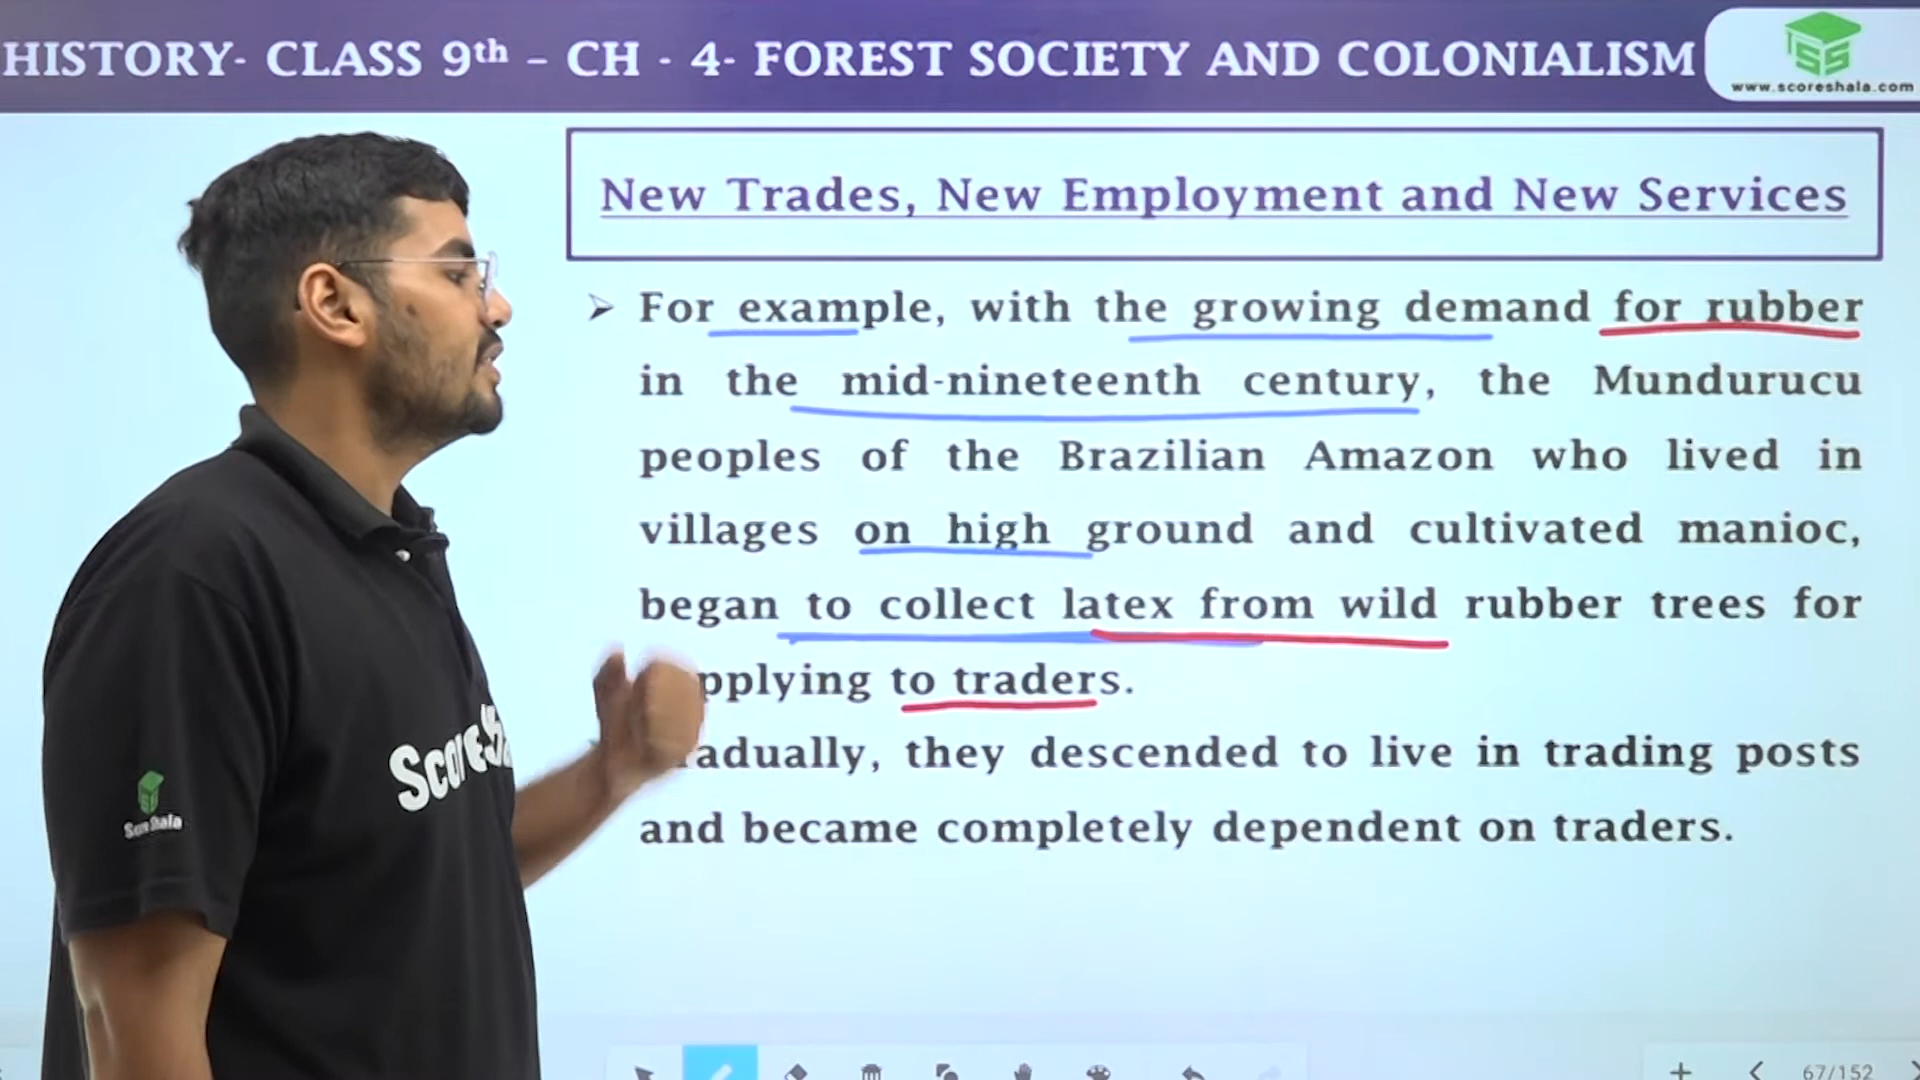 HISTORY- CLASS 9th – CH - 4- FOREST SOCIETY AND COLONIALISM
www.scoreshala.com
New Trades, New Employment and New Services
➢ For example, with the growing demand for rubber
in the mid-nineteenth century, the Mundurucu
peoples of the Brazilian Amazon who lived in
villages on high ground and cultivated manioc,
began to collect latex from wild rubber trees for
pplying to traders.
radually, they descended to live in trading posts
and became completely dependent on traders.
ScoreS
67/152